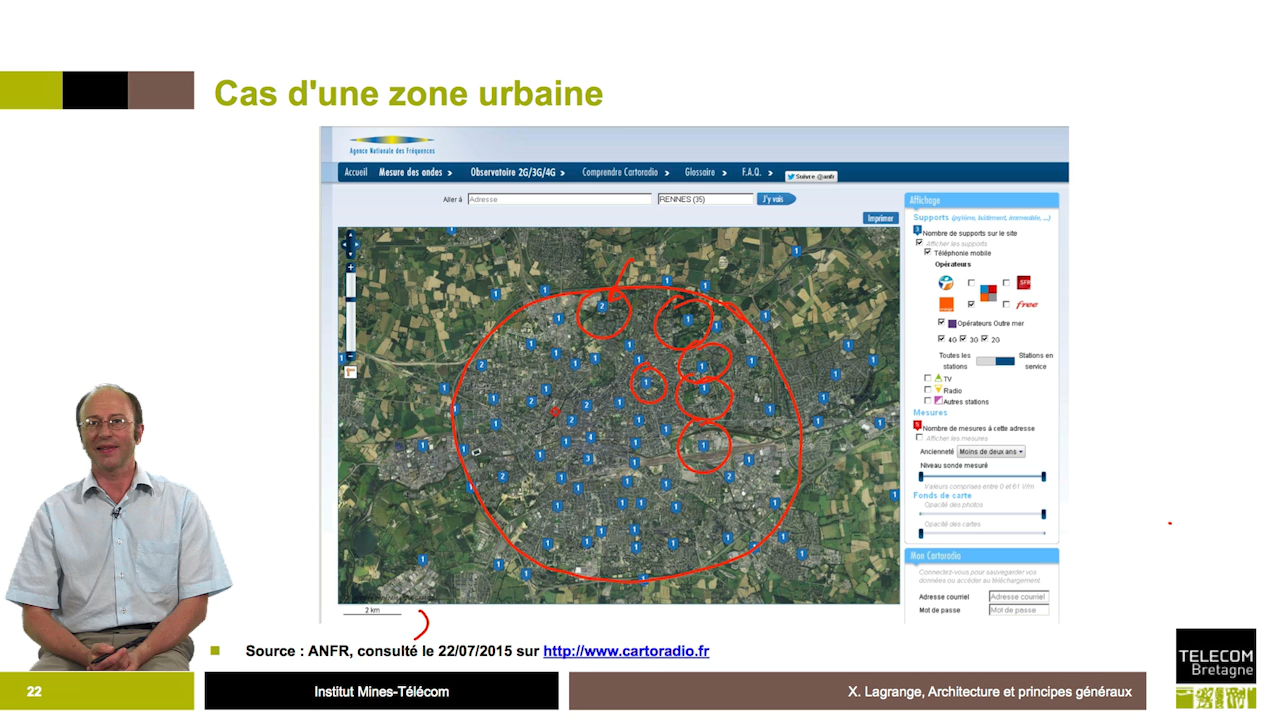 Cas d'une zone urbaine
Agence Nationale des Fréquences
Accueil Mesure des ondes > Observatoire 2G/3G/4G > Comprendre Cartoradio > Glossaire > F.A.Q. > Suivre @anfr
Aller à Adresse RENNES (35) J'y vais
Imprimer
Affichage
Supports (pylône, bâtiment, immeuble, ...)
Nombre de supports sur le site
Afficher les supports
Téléphonie mobile
Opérateurs
SFR
free
Opérateurs Outre mer
4G 3G 2G
Toutes les stations
Stations en service
TV
Radio
Autres stations
Mesures
Nombre de mesures à cette adresse
Afficher les mesures
Ancienneté Moins de deux ans
Niveau sonde mesuré
Valeurs comprises entre 0 et 61 V/m
Fonds de carte
Opacité des photos
Opacité des cartes
Mon Cartoradio
Connectez-vous pour sauvegarder vos
données ou accéder au téléchargement
Adresse courriel Adresse courriel
Mot de passe Mot de passe
2 km
Source : ANFR, consulté le 22/07/2015 sur http://www.cartoradio.fr
22
Institut Mines-Télécom
X. Lagrange, Architecture et principes généraux
TELECOM
Bretagne